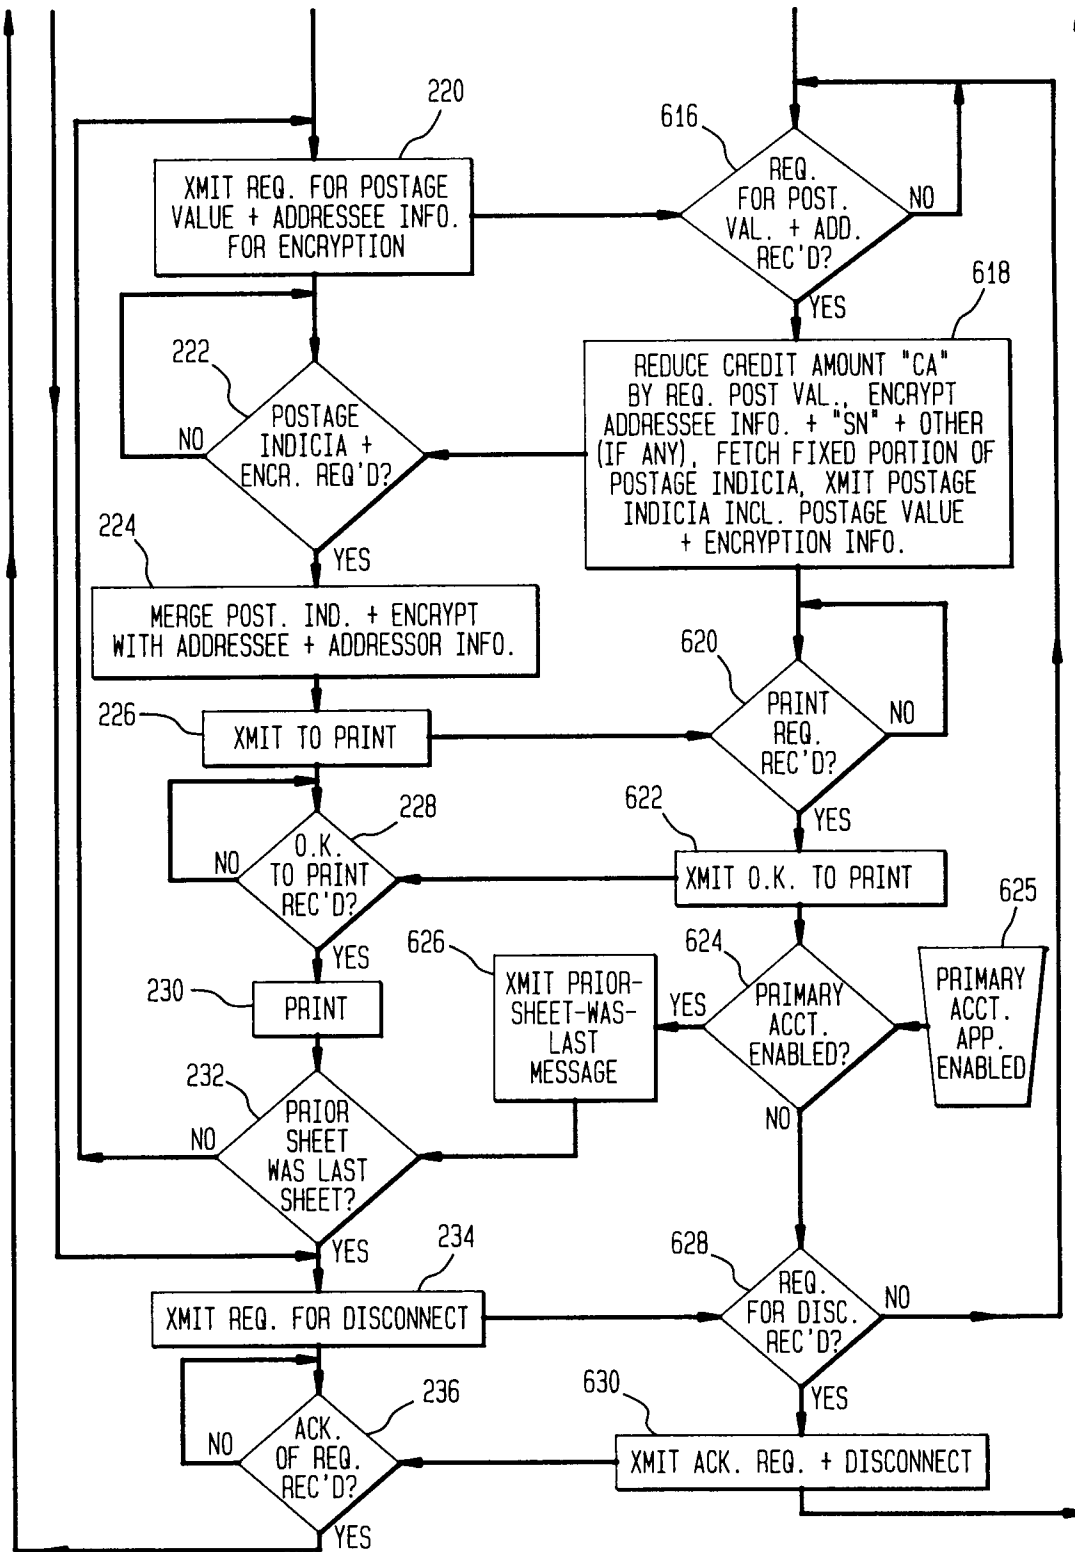 220
XMIT REQ. FOR POSTAGE
VALUE + ADDRESSEE INFO.
FOR ENCRYPTION
616
REQ.
FOR POST.
VAL. + ADD.
REC'D?
NO
YES
618
REDUCE CREDIT AMOUNT "CA"
BY REQ. POST VAL., ENCRYPT
ADDRESSEE INFO. + "SN" + OTHER
(IF ANY), FETCH FIXED PORTION OF
POSTAGE INDICIA, XMIT POSTAGE
INDICIA INCL. POSTAGE VALUE
+ ENCRYPTION INFO.
222
POSTAGE
INDICIA +
ENCR. REQ'D?
NO
YES
224
MERGE POST. IND. + ENCRYPT
WITH ADDRESSEE + ADDRESSOR INFO.
226
XMIT TO PRINT
620
PRINT
REQ.
REC'D?
NO
YES
228
O.K.
TO PRINT
REC'D?
NO
YES
622
XMIT O.K. TO PRINT
624
PRIMARY
ACCT.
ENABLED?
YES
NO
625
PRIMARY
ACCT.
APP.
ENABLED
626
XMIT PRIOR-
SHEET-WAS-
LAST
MESSAGE
230
PRINT
232
PRIOR
SHEET
WAS LAST
SHEET?
NO
YES
234
XMIT REQ. FOR DISCONNECT
628
REQ.
FOR DISC.
REC'D?
NO
YES
236
ACK.
OF REQ.
REC'D?
NO
YES
630
XMIT ACK. REQ. + DISCONNECT